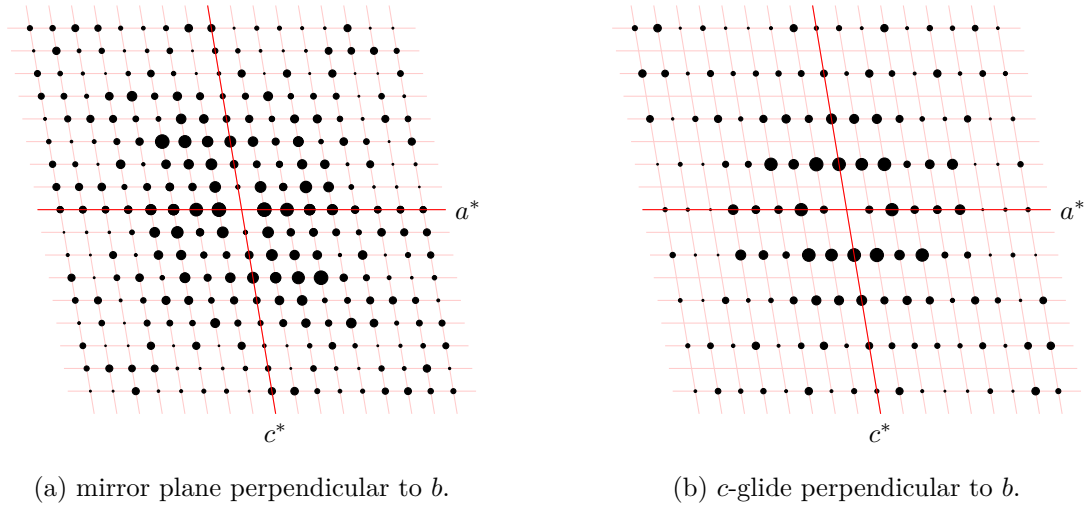 a*
c*
a*
c*
(a) mirror plane perpendicular to b.
(b) c-glide perpendicular to b.